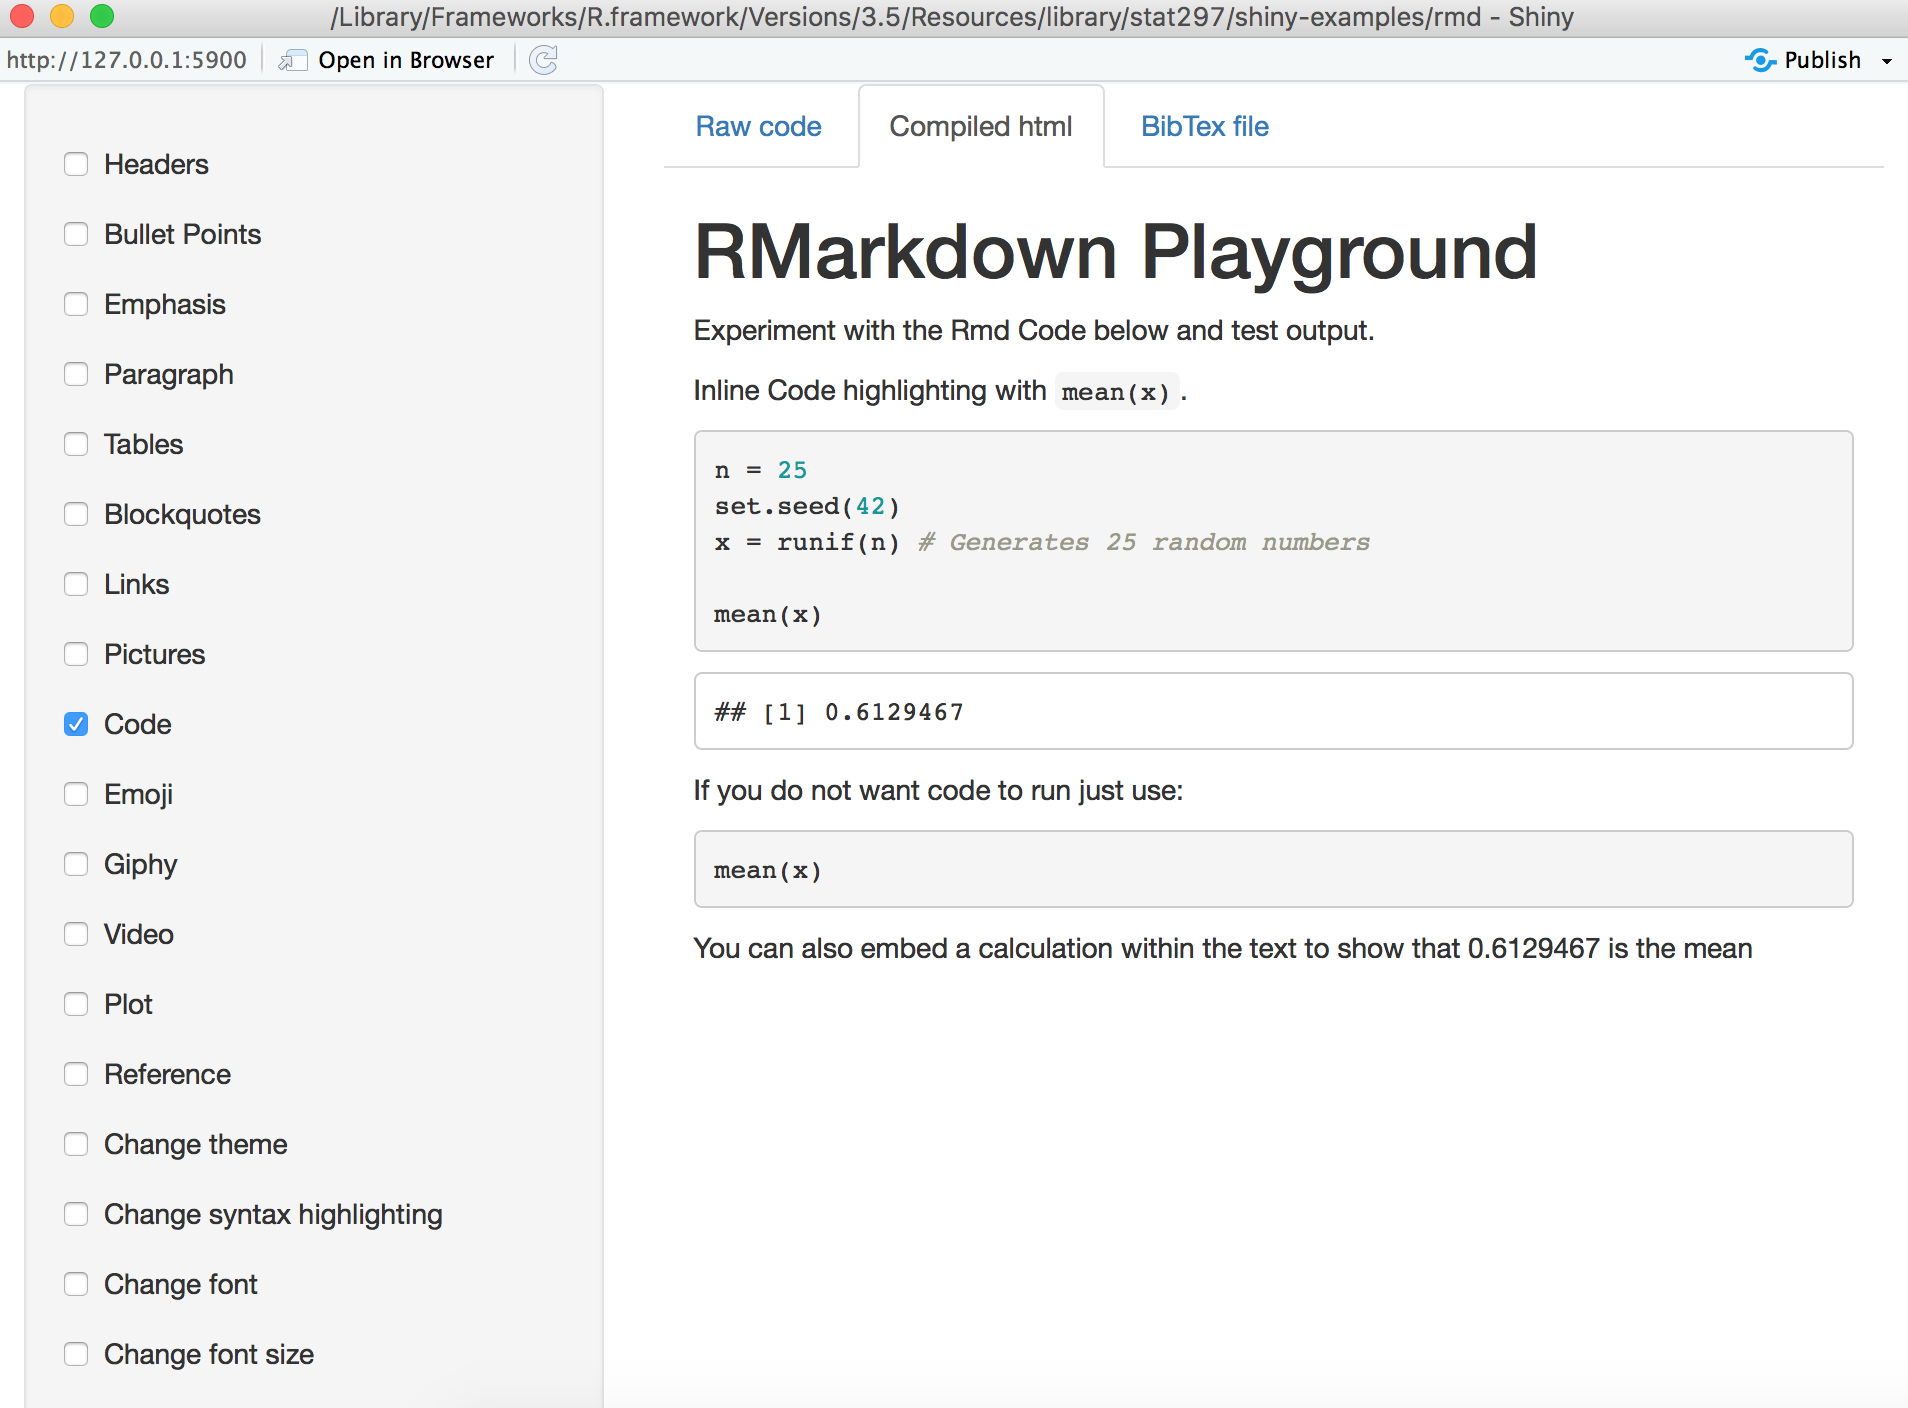 /Library/Frameworks/R.framework/Versions/3.5/Resources/library/stat297/shiny-examples/rmd - Shiny
http://127.0.0.1:5900 Open in Browser Publish
Headers
Bullet Points
Emphasis
Paragraph
Tables
Blockquotes
Links
Pictures
Code
Emoji
Giphy
Video
Plot
Reference
Change theme
Change syntax highlighting
Change font
Change font size
Raw code Compiled html BibTex file
RMarkdown Playground
Experiment with the Rmd Code below and test output.
Inline Code highlighting with mean(x).
n = 25
set.seed(42)
x = runif(n) # Generates 25 random numbers
mean(x)
## [1] 0.6129467
If you do not want code to run just use:
mean(x)
You can also embed a calculation within the text to show that 0.6129467 is the mean